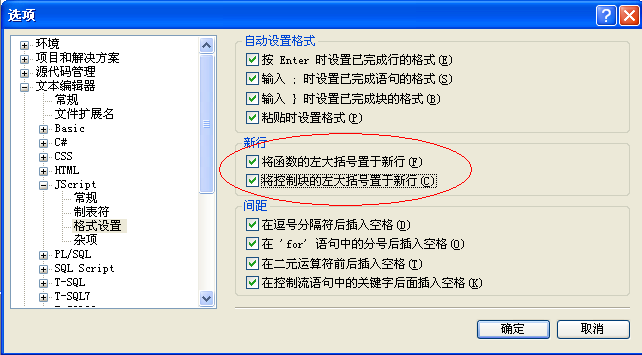 选项
环境
项目和解决方案
源代码管理
文本编辑器
常规
文件扩展名
Basic
C#
CSS
HTML
JScript
常规
制表符
格式设置
杂项
PL/SQL
SQL Script
T-SQL
T-SQL7
自动设置格式
按 Enter 时设置已完成行的格式(E)
输入 ; 时设置已完成语句的格式(S)
输入 } 时设置已完成块的格式(B)
粘贴时设置格式(P)
新行
将函数的左大括号置于新行(F)
将控制块的左大括号置于新行(C)
间距
在逗号分隔符后插入空格(D)
在 'for' 语句中的分号后插入空格(O)
在二元运算符前后插入空格(T)
在控制流语句中的关键字后面插入空格(K)
确定
取消